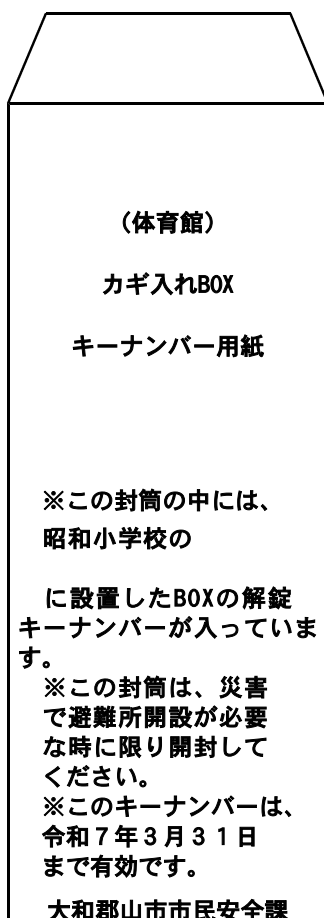 （体育館）
カギ入れBOX
キーナンバー用紙
※この封筒の中には、
昭和小学校の
に設置したBOXの解錠
キーナンバーが入っていま
す。
※この封筒は、災害
で避難所開設が必要
な時に限り開封して
ください。
※このキーナンバーは、
令和７年３月３１日
まで有効です。
大和郡山市市民安全課